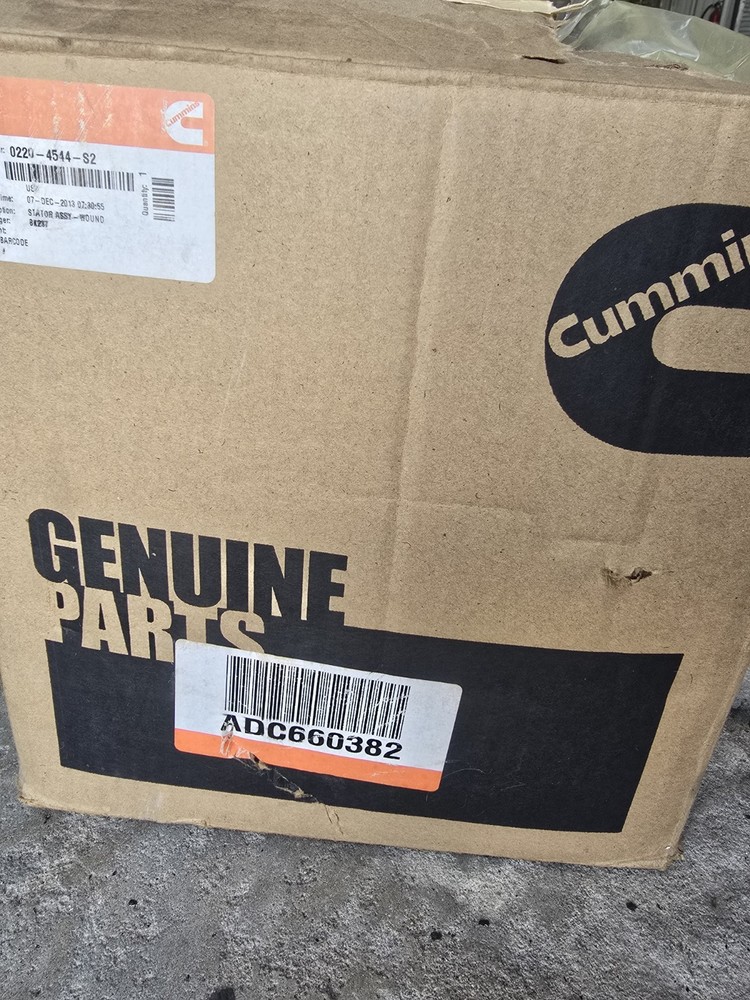 Cummins
0220-4544-S2
Quantity: 1
07-DEC-2013 07:30:55
STATOR ASSY-WOUND
BARCODE
Cummin
GENUINE
PARTS
ADC660382